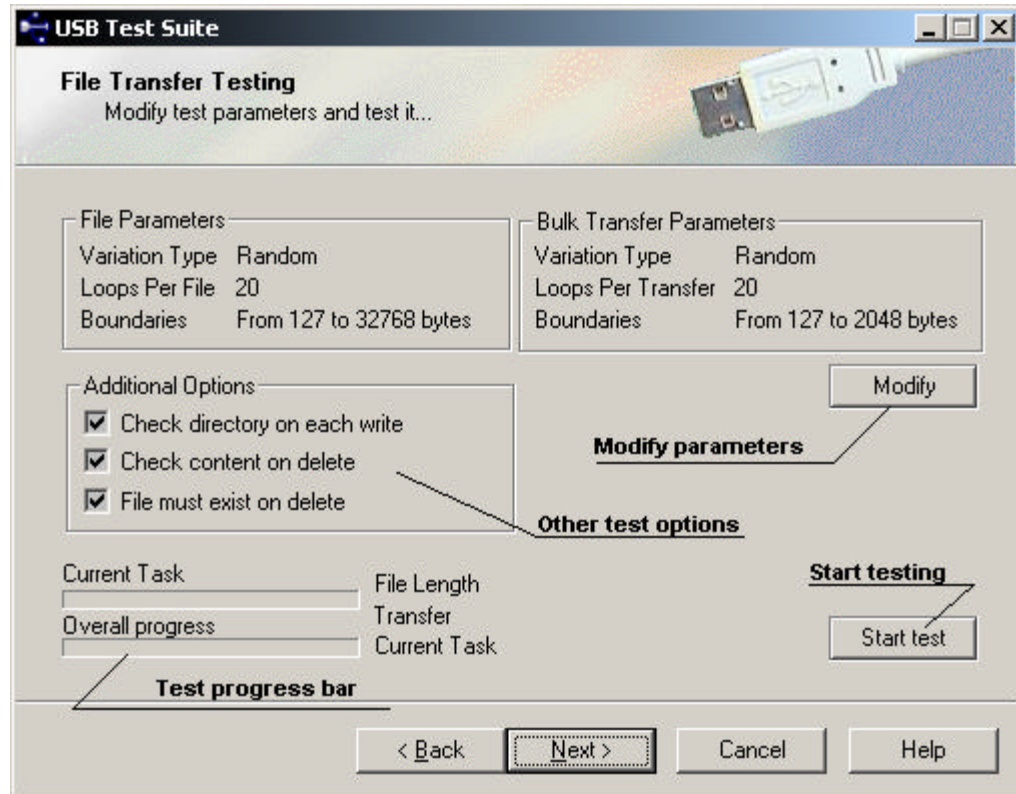 USB Test Suite
File Transfer Testing
Modify test parameters and test it...
File Parameters
Variation Type Random
Loops Per File 20
Boundaries From 127 to 32768 bytes
Bulk Transfer Parameters
Variation Type Random
Loops Per Transfer 20
Boundaries From 127 to 2048 bytes
Additional Options
Check directory on each write
Check content on delete
File must exist on delete
Modify
Modify parameters
Other test options
Current Task
Overall progress
File Length
Transfer
Current Task
Start testing
Start test
Test progress bar
< Back Next > Cancel Help